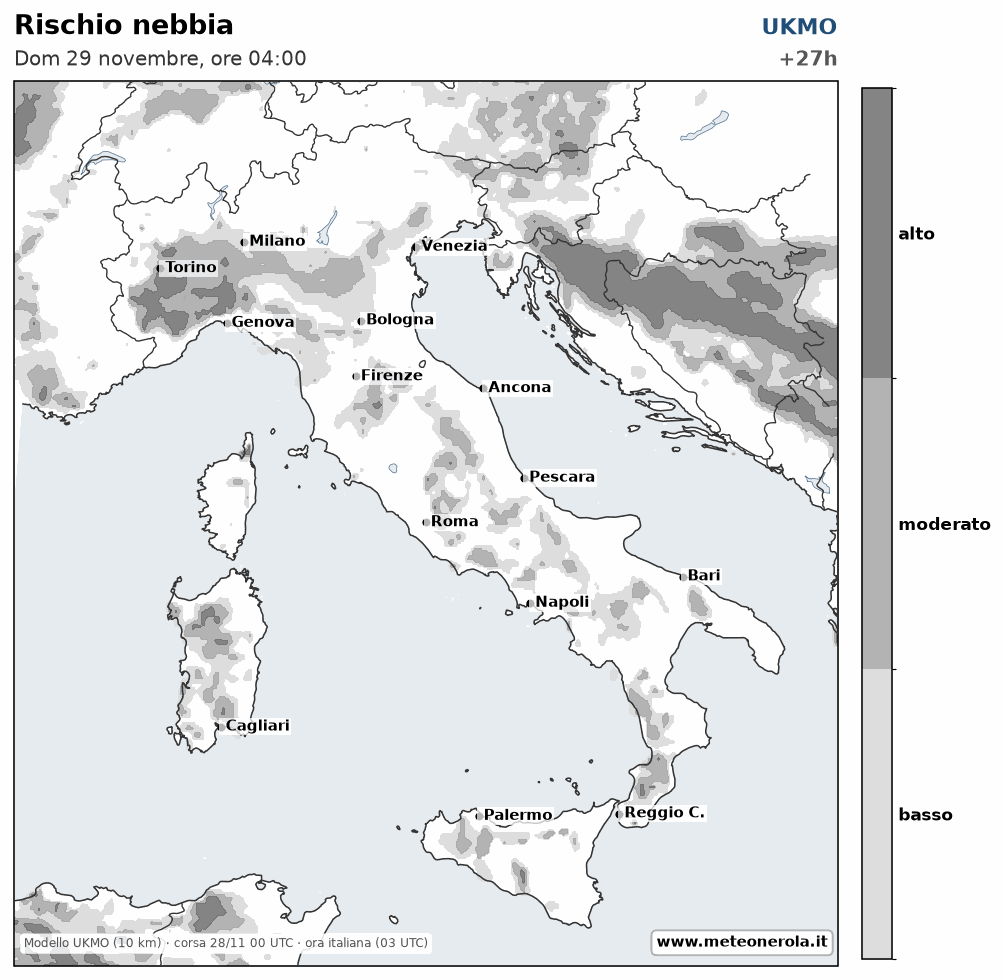 Rischio nebbia
UKMO
Dom 29 novembre, ore 04:00
+27h
alto
Milano
Venezia
Torino
Genova
Bologna
Firenze
Ancona
Pescara
moderato
Roma
Bari
Napoli
Cagliari
Palermo
Reggio C.
basso
Modello UKMO (10 km) · corsa 28/11 00 UTC · ora italiana (03 UTC)
www.meteonerola.it